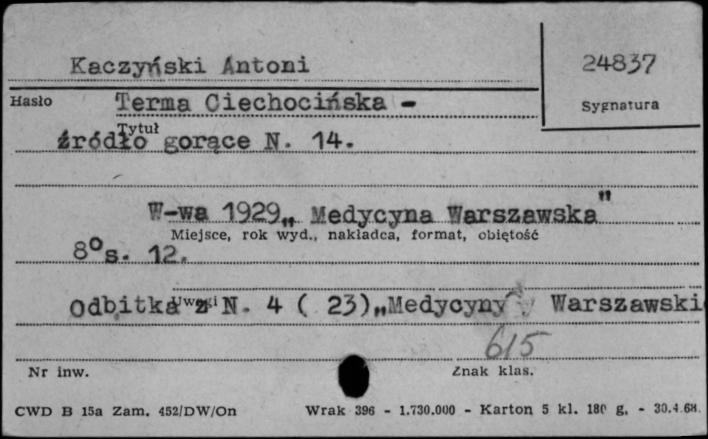 Kaczyński Antoni
24837
Hasło
Terma Ciechocińska -
Sygnatura
Tytuł
źródło gorące N. 14.
W-wa 1929„ Medycyna Warszawska"
Miejsce, rok wyd., nakładca, format, obiętość
8° s. 12.
Uwagi
Odbitka z N. 4 ( 23)„Medycyny Warszawski
615
Nr inw.
Znak klas.
CWD B 15a Zam. 452/DW/On
Wrak 396 - 1.730.000 - Karton 5 kl. 180 g. - 30.4.68.